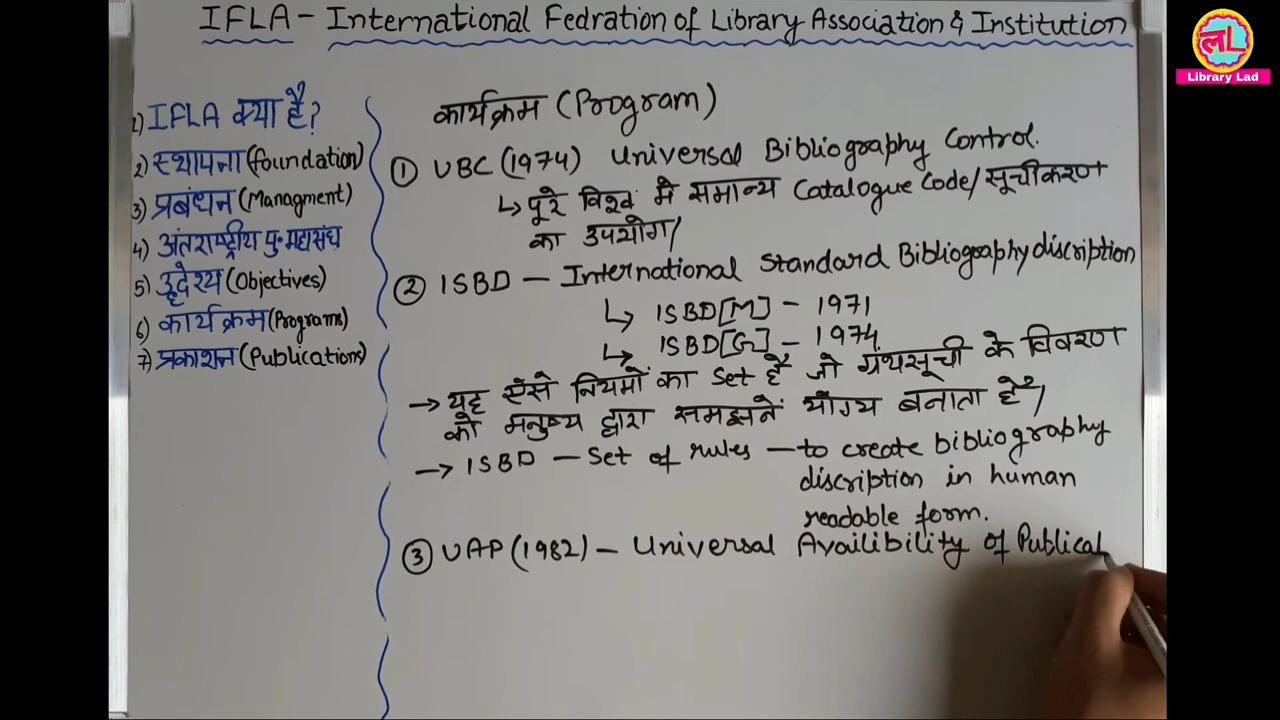 IFLA - International Fedration of Library Association & Institution
ला
Library Lad
1) IFLA क्या है?
2) स्थापना (foundation)
3) प्रबंधन (Managment)
4) अंतराष्ट्रीय पु. महासंघ
5) उद्देश्य (Objectives)
6) कार्यक्रम (Programs)
7) प्रकाशन (Publications)
कार्यक्रम (Program)
① UBC (1974) Universal Bibliography Control.
↳ पूरे विश्व में समान्य Catalogue Code/ सूचीकरण
का उपयोग/
② ISBD — International Standard Bibliography discription
↳ ISBD[M] - 1971
↳ ISBD[G] - 1974
→ यह ऐसे नियमों का set है जो ग्रंथसूची के विवरण
को मनुष्य द्वारा समझनें योग्य बनाता है/
→ ISBD — Set of rules — to create bibliography
discription in human
readable form.
③ UAP (1982) — Universal Availibility of Publicat